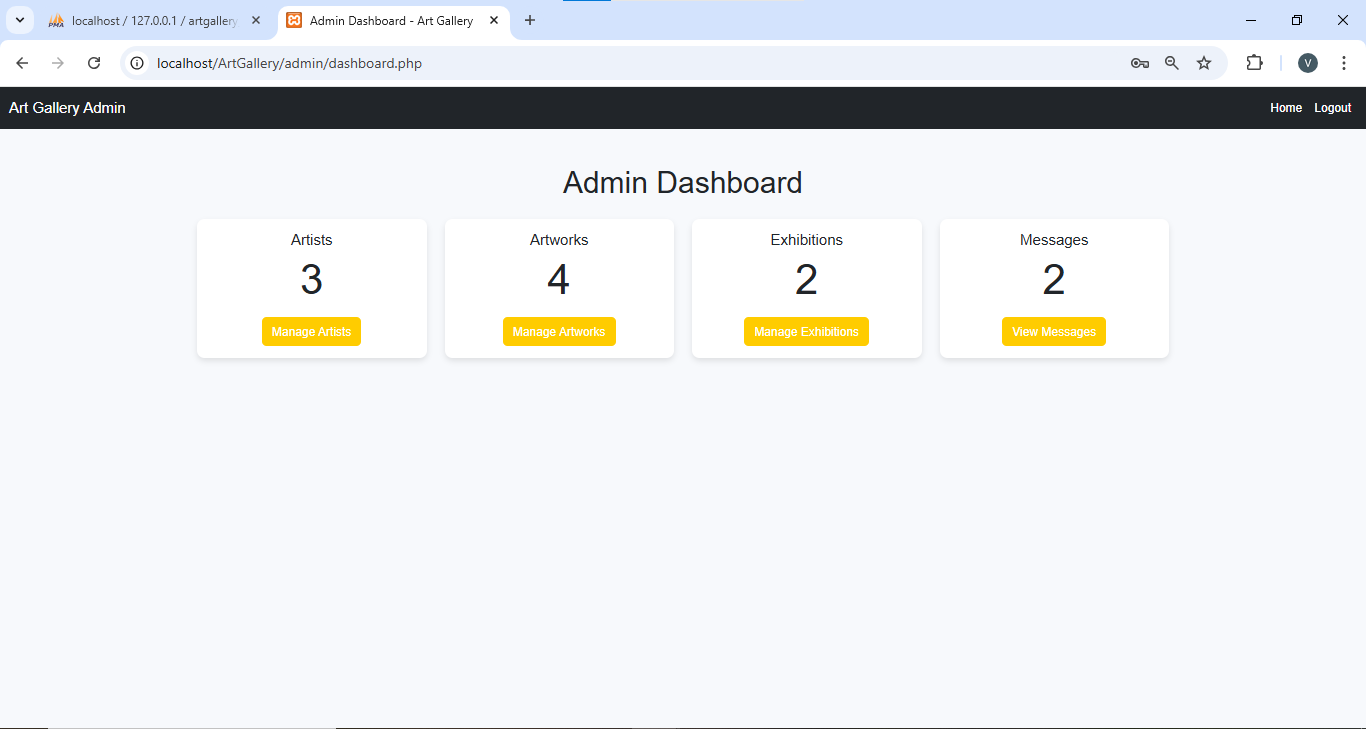 PMA
localhost / 127.0.0.1 / artgallery
Admin Dashboard - Art Gallery
localhost/ArtGallery/admin/dashboard.php
V
Art Gallery Admin
Home
Logout
Admin Dashboard
Artists
3
Manage Artists
Artworks
4
Manage Artworks
Exhibitions
2
Manage Exhibitions
Messages
2
View Messages